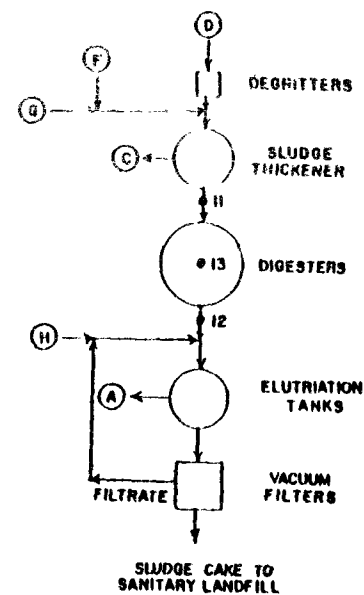 D
DEGRITTERS
F
G
C
SLUDGE
THICKENER
11
13
DIGESTERS
12
H
A
ELUTRIATION
TANKS
FILTRATE
VACUUM
FILTERS
SLUDGE CAKE TO
SANITARY LANDFILL